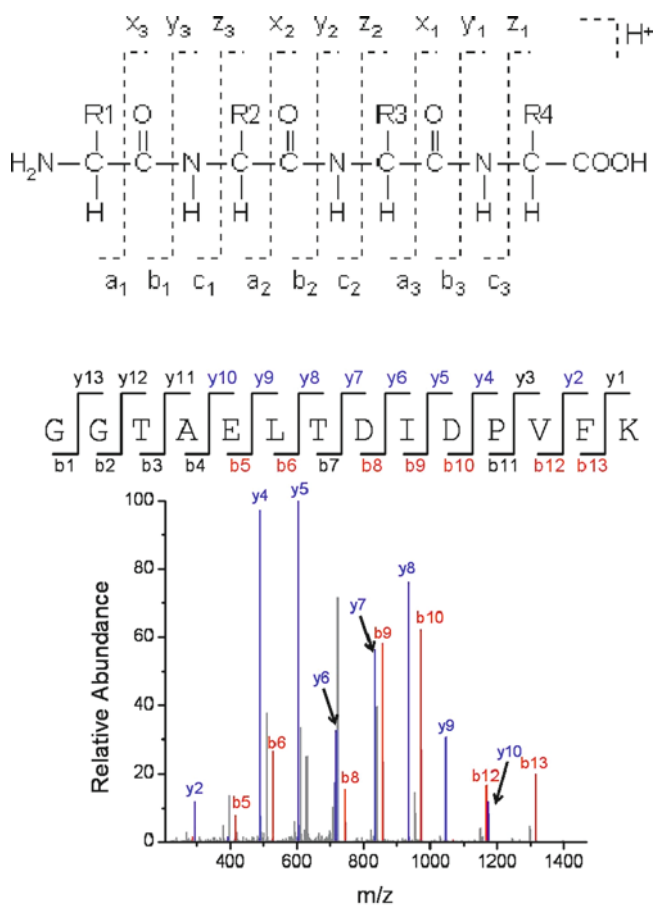 x3 y3 z3 x2 y2 z2 x1 y1 z1 H+
R1 O R2 O R3 O R4
H2N C C N C C N C C N C COOH
H H H H H H H
a1 b1 c1 a2 b2 c2 a3 b3 c3
y13 y12 y11 y10 y9 y8 y7 y6 y5 y4 y3 y2 y1
G G T A E L T D I D P V F K
b1 b2 b3 b4 b5 b6 b7 b8 b9 b10 b11 b12 b13
100
80
60
40
20
0
Relative Abundance
y4
y5
y8
y7
b9
b10
y6
b6
y9
y10
y2
b5
b8
b12
b13
400 600 800 1000 1200 1400
m/z